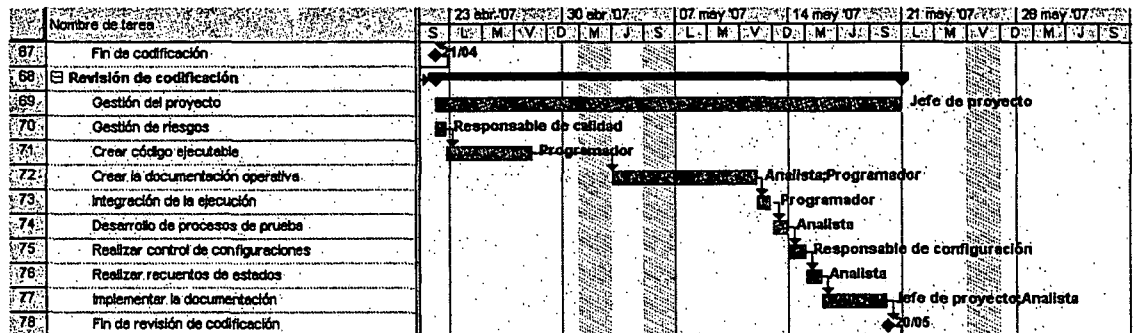 Nombre de tarea
23 abr '07 30 abr '07 07 may '07 14 may '07 21 may '07 28 may '07
S L M V D M J S L M V D M J S L M V D M J S
67 Fin de codificación 21/04
68 Revisión de codificación
69 Gestión del proyecto Jefe de proyecto
70 Gestión de riesgos Responsable de calidad
71 Crear código ejecutable Programador
72 Crear la documentación operativa Analista;Programador
73 Integración de la ejecución Programador
74 Desarrollo de procesos de prueba Analista
75 Realizar control de configuraciones Responsable de configuración
76 Realizar recuentos de estados Analista
77 Implementar la documentación Jefe de proyecto;Analista
78 Fin de revisión de codificación 20/05